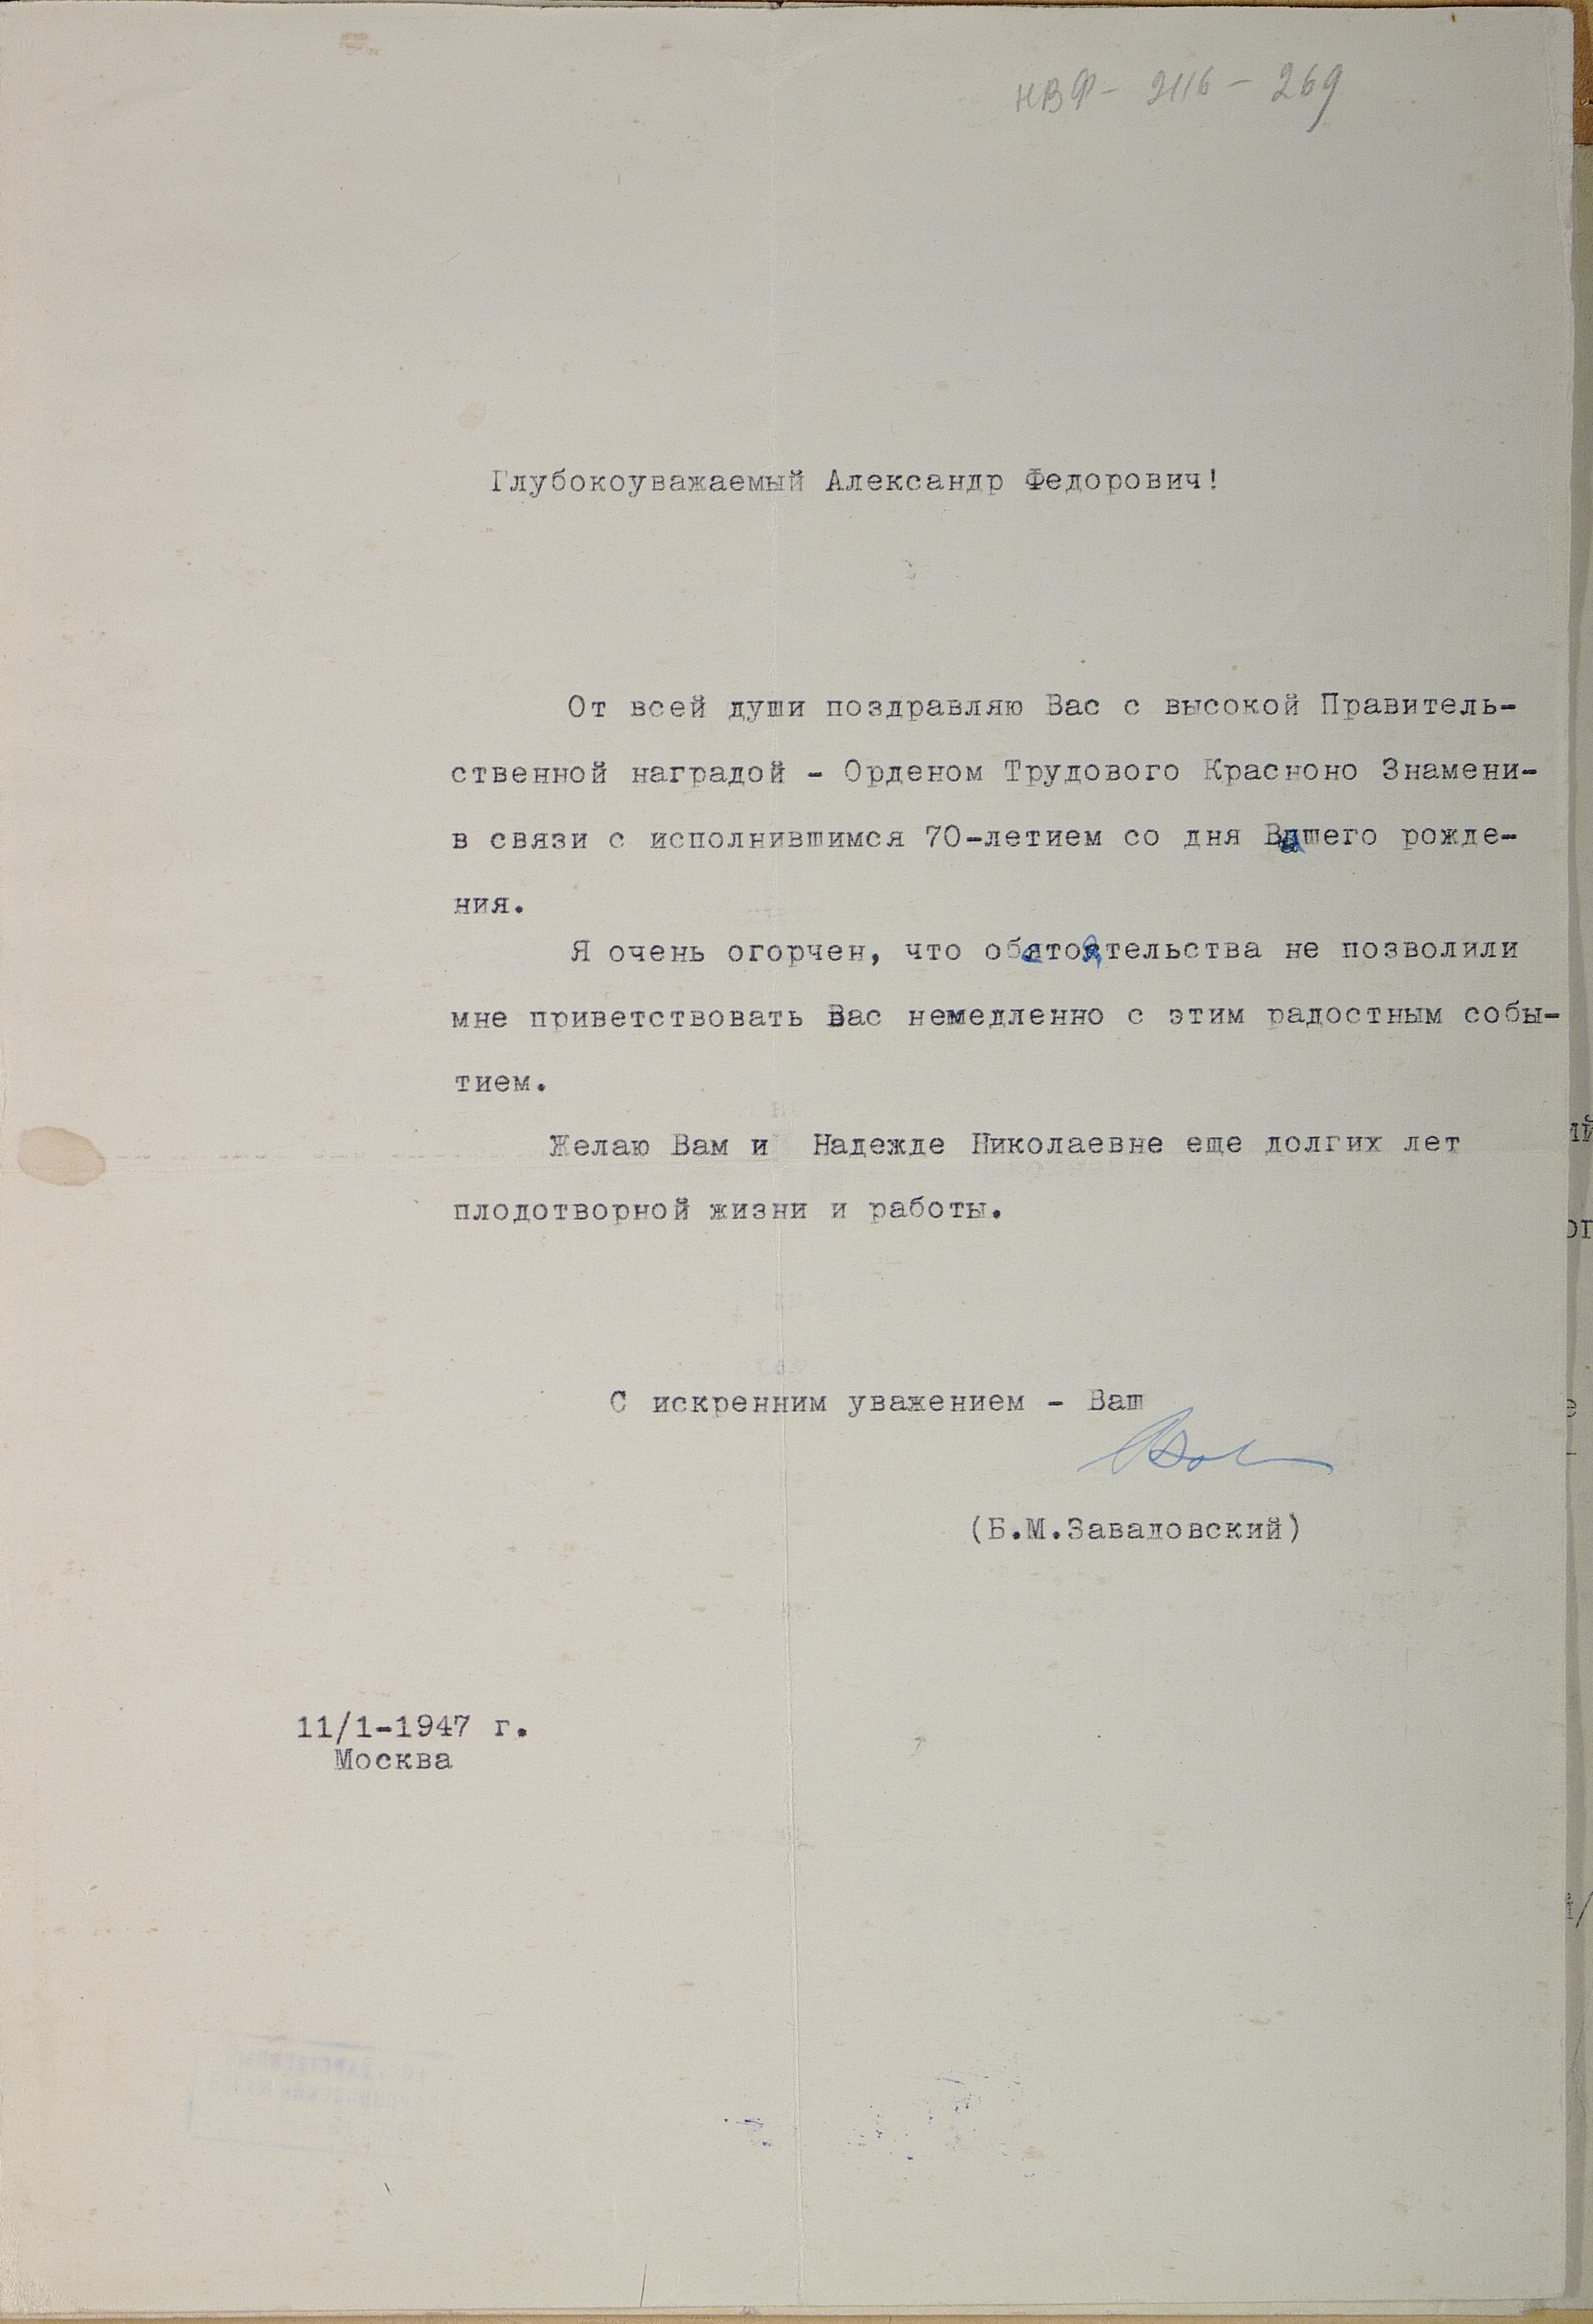 НВФ - 2116 - 269
Глубокоуважаемый Александр Федорович!
От всей души поздравляю Вас с высокой Правитель-
ственной наградой - Орденом Трудового Красноно Знамени-
в связи с исполнившимся 70-летием со дня Вашего рожде-
ния.
Я очень огорчен, что обстоятельства не позволили
мне приветствовать Вас немедленно с этим радостным собы-
тием.
Желаю Вам и Надежде Николаевне еще долгих лет
плодотворной жизни и работы.
С искренним уважением - Ваш
(Б.М.Завадовский)
11/1-1947 г.
Москва